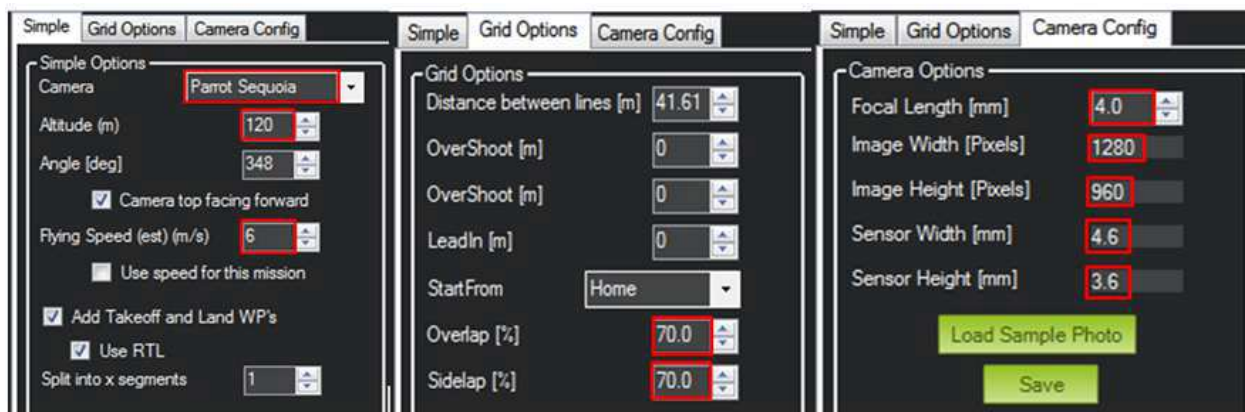 Simple Grid Options Camera Config
Simple Options
Camera Parrot Sequoia
Altitude (m) 120
Angle [deg] 348
Camera top facing forward
Flying Speed (est) (m/s) 6
Use speed for this mission
Add Takeoff and Land WP's
Use RTL
Split into x segments 1
Simple Grid Options Camera Config
Grid Options
Distance between lines [m] 41.61
OverShoot [m] 0
OverShoot [m] 0
LeadIn [m] 0
StartFrom Home
Overlap [%] 70.0
Sidelap [%] 70.0
Simple Grid Options Camera Config
Camera Options
Focal Length [mm] 4.0
Image Width [Pixels] 1280
Image Height [Pixels] 960
Sensor Width [mm] 4.6
Sensor Height [mm] 3.6
Load Sample Photo
Save